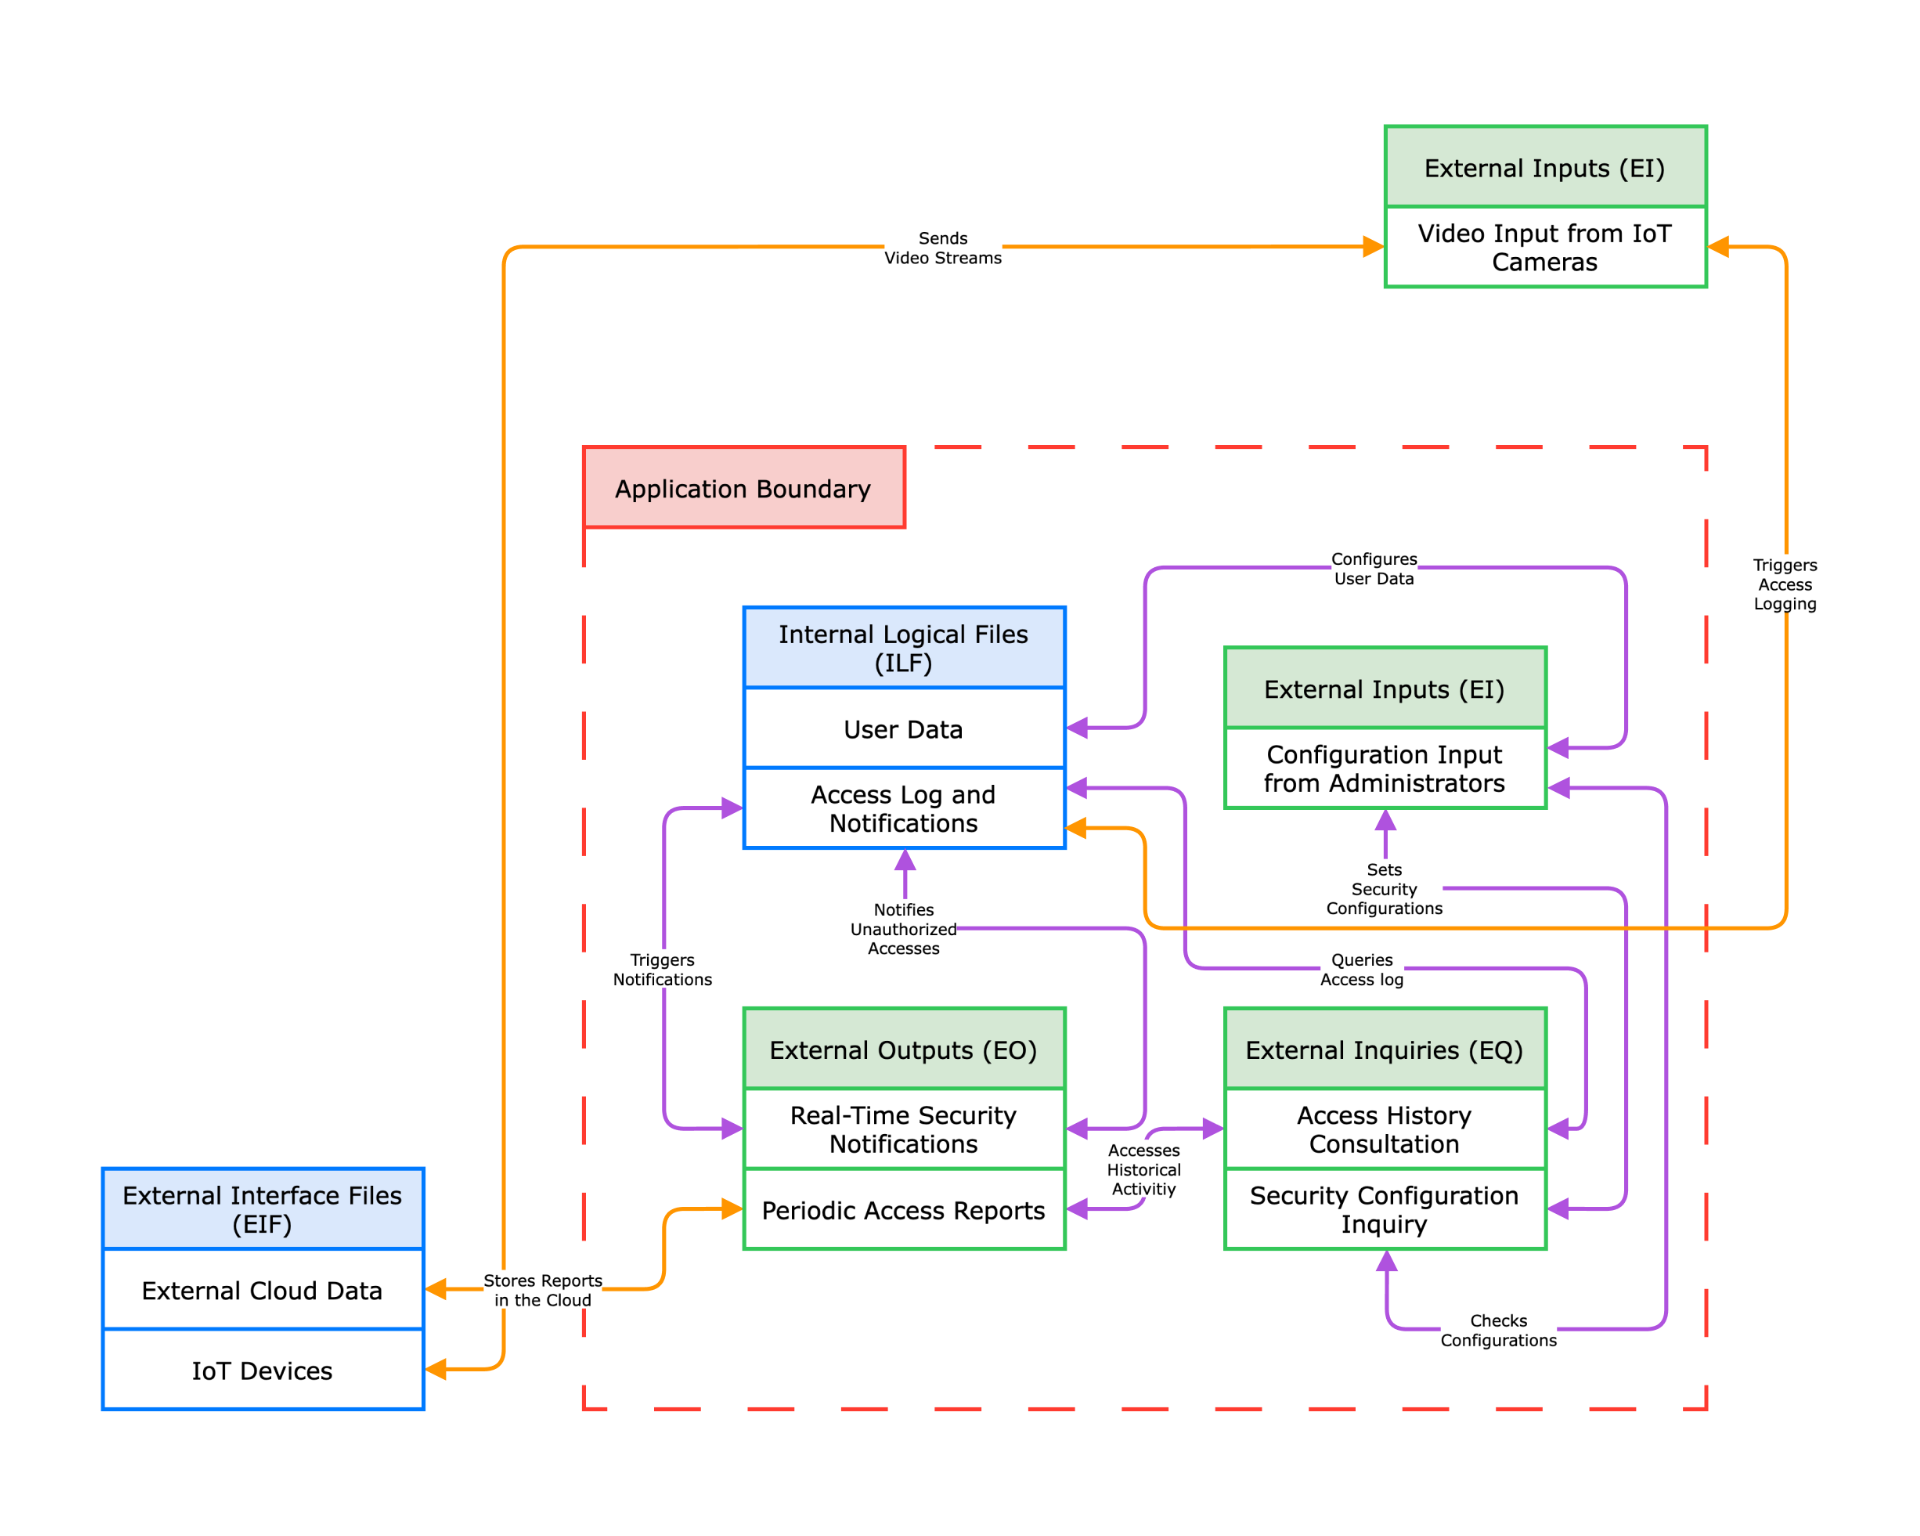 External Inputs (EI)
Video Input from IoT
Cameras
Sends
Video Streams
Application Boundary
Configures
User Data
Triggers
Access
Logging
Internal Logical Files
(ILF)
User Data
Access Log and
Notifications
External Inputs (EI)
Configuration Input
from Administrators
Sets
Security
Configurations
Notifies
Unauthorized
Accesses
Triggers
Notifications
Queries
Access log
External Outputs (EO)
Real-Time Security
Notifications
Periodic Access Reports
Accesses
Historical
Activitiy
External Inquiries (EQ)
Access History
Consultation
Security Configuration
Inquiry
External Interface Files
(EIF)
External Cloud Data
IoT Devices
Stores Reports
in the Cloud
Checks
Configurations